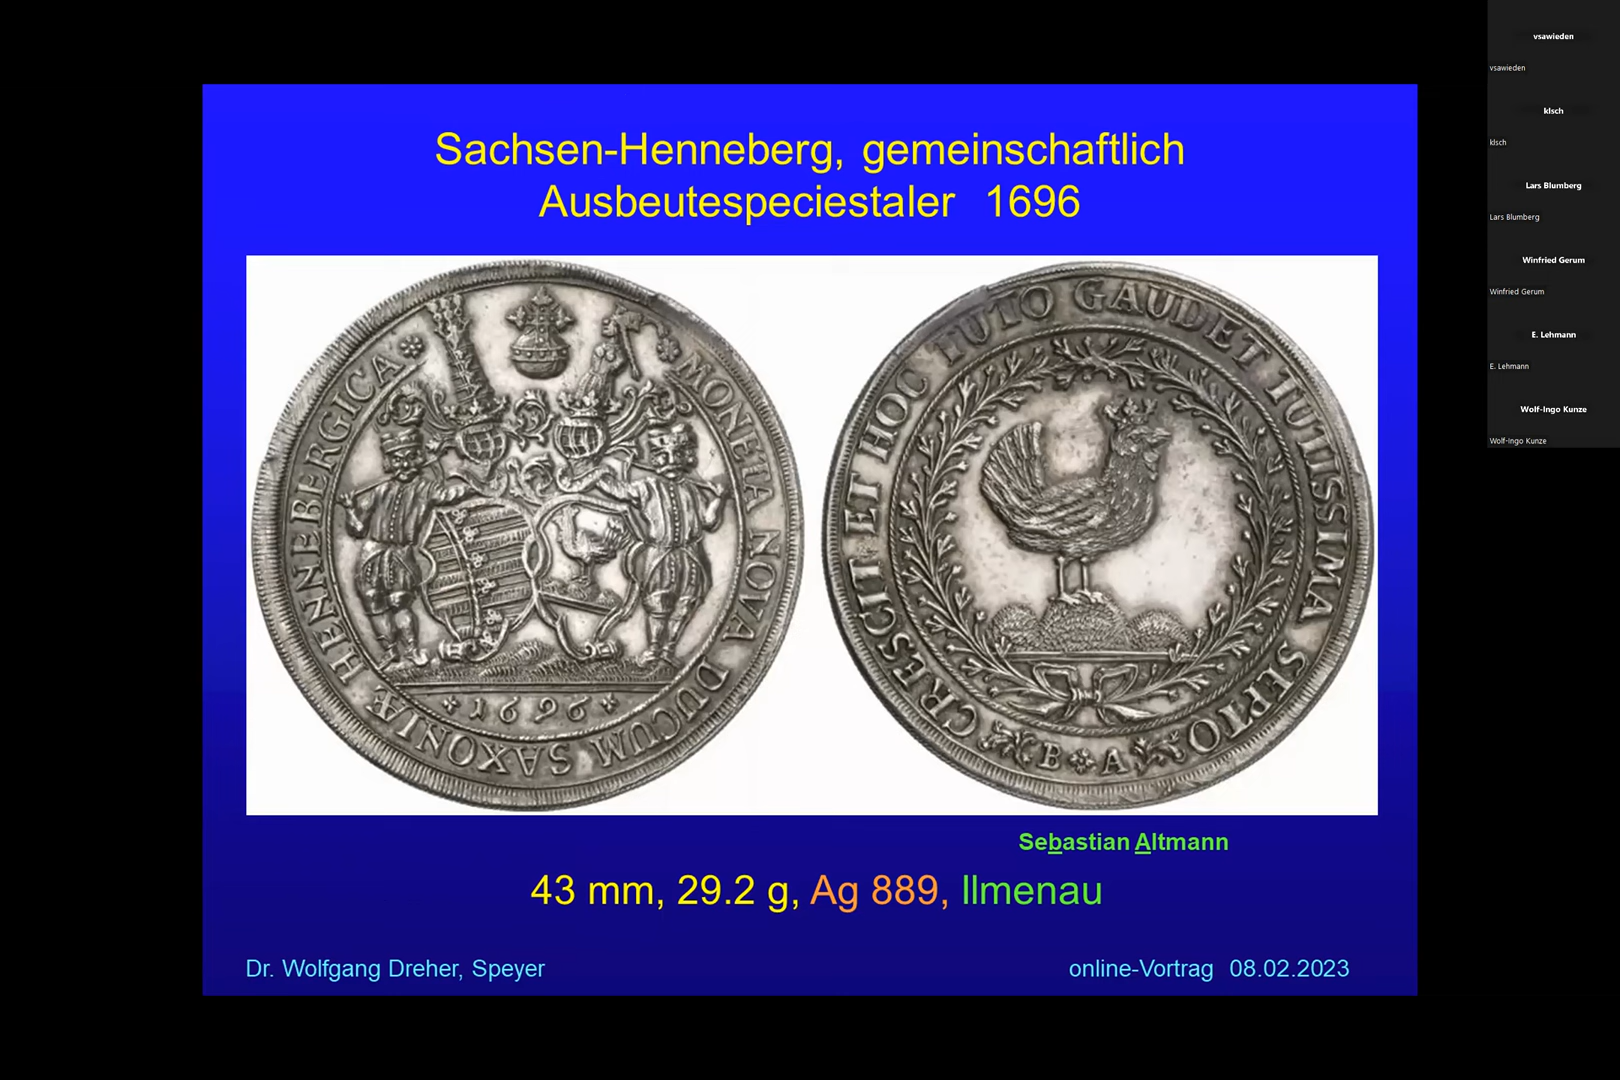 Sachsen-Henneberg, gemeinschaftlich
Ausbeutespeciestaler 1696
MONETA NOVA DUCUM SAXONIÆ HENNEBERGICA
1696
CRESCIT ET HOC TUTO GAUDET TUTISSIMA SEPTO
B A
Sebastian Altmann
43 mm, 29.2 g, Ag 889, Ilmenau
Dr. Wolfgang Dreher, Speyer
online-Vortrag 08.02.2023
vsawieden
vsawieden
klsch
klsch
Lars Blumberg
Lars Blumberg
Winfried Gerum
Winfried Gerum
E. Lehmann
E. Lehmann
Wolf-Ingo Kunze
Wolf-Ingo Kunze